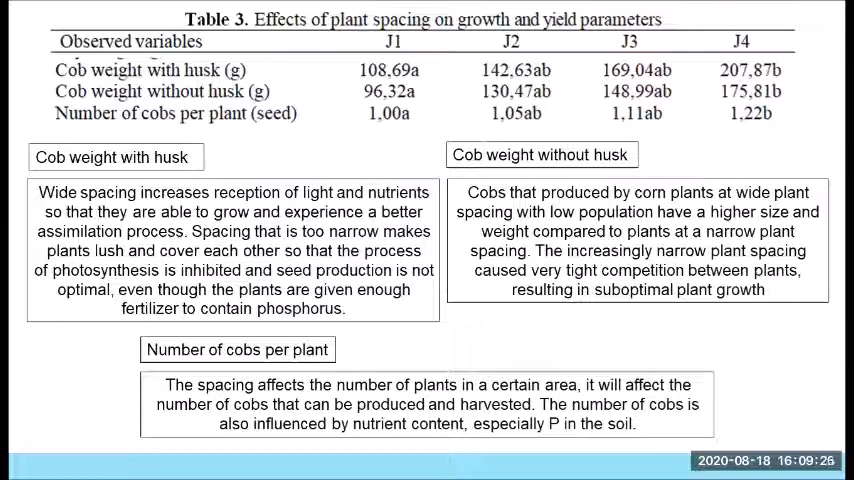 Table 3. Effects of plant spacing on growth and yield parameters
Observed variables J1 J2 J3 J4
Cob weight with husk (g) 108,69a 142,63ab 169,04ab 207,87b
Cob weight without husk (g) 96,32a 130,47ab 148,99ab 175,81b
Number of cobs per plant (seed) 1,00a 1,05ab 1,11ab 1,22b
Cob weight with husk
Wide spacing increases reception of light and nutrients
so that they are able to grow and experience a better
assimilation process. Spacing that is too narrow makes
plants lush and cover each other so that the process
of photosynthesis is inhibited and seed production is not
optimal, even though the plants are given enough
fertilizer to contain phosphorus.
Cob weight without husk
Cobs that produced by corn plants at wide plant
spacing with low population have a higher size and
weight compared to plants at a narrow plant
spacing. The increasingly narrow plant spacing
caused very tight competition between plants,
resulting in suboptimal plant growth
Number of cobs per plant
The spacing affects the number of plants in a certain area, it will affect the
number of cobs that can be produced and harvested. The number of cobs is
also influenced by nutrient content, especially P in the soil.
2020-08-18 16:09:26